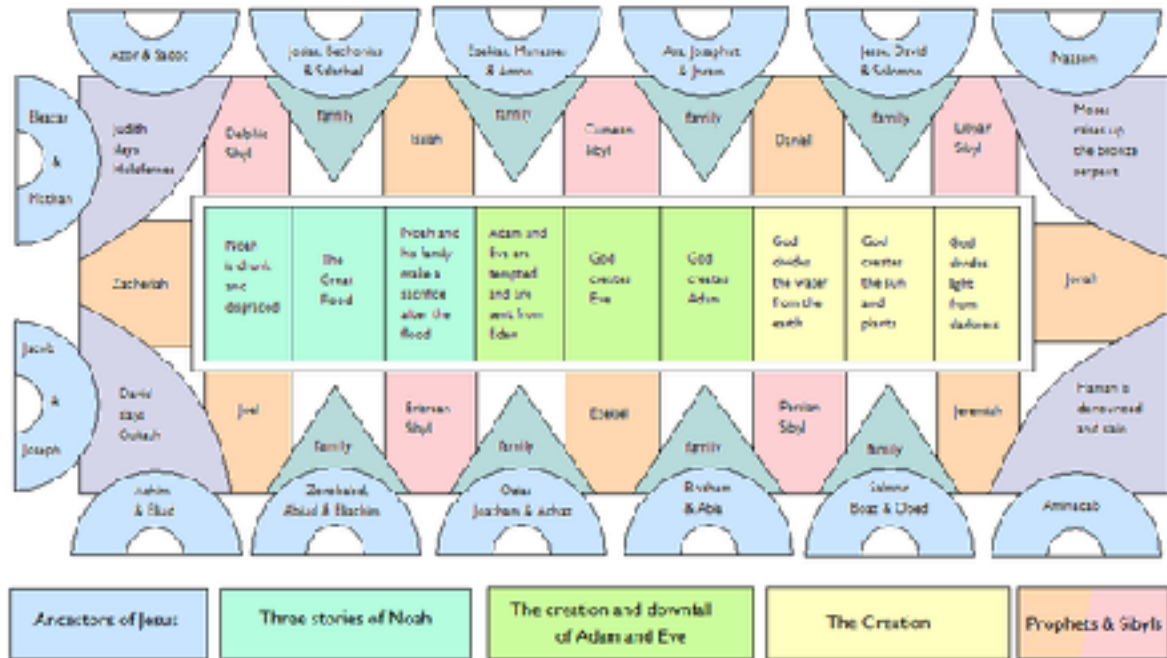 Azor & Sadoc
Josias, Jechonias
& Salathiel
Ezekias, Manasses
& Amon
Asa, Josaphat
& Joram
Jesse, David
& Solomon
Naason
Eleazar
&
Mathan
Judith
slays
Holofernes
Delphic
Sibyl
family
Isaiah
family
Cumaean
Sibyl
family
Daniel
family
Libyan
Sibyl
Moses
raises up
the bronze
serpent
Zachariah
Noah
is drunk
and
disgraced
The
Great
Flood
Noah and
his family
make a
sacrifice
after the
flood
Adam and
Eve are
tempted
and are
sent from
Eden
God
creates
Eve
God
creates
Adam
God
divides
the water
from the
earth
God
creates
the sun
and
plants
God
divides
light
from
darkness
Jonah
Jacob
&
Joseph
David
slays
Goliath
Joel
family
Sibyl
family
Ezekiel
family
Persian
Sibyl
family
Jeremiah
Haman is
denounced
and slain
Achim
& Eliud
Zorobabel,
Abiud & Eliachim
Ozias
Joatham & Achaz
Roboam
& Abia
Salmon
Boaz & Obed
Aminadab
Ancestors of Jesus
Three stories of Noah
The creation and downfall
of Adam and Eve
The Creation
Prophets & Sibyls